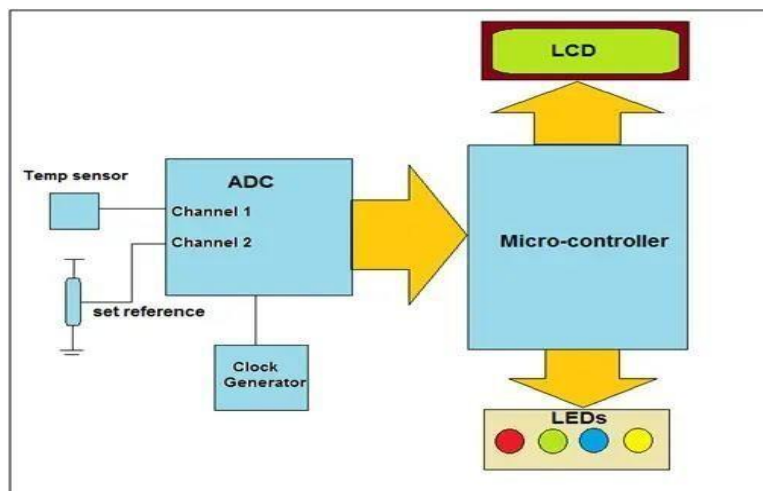 LCD
Temp sensor
ADC
Channel 1
Channel 2
set reference
Micro-controller
Clock
Generator
LEDs